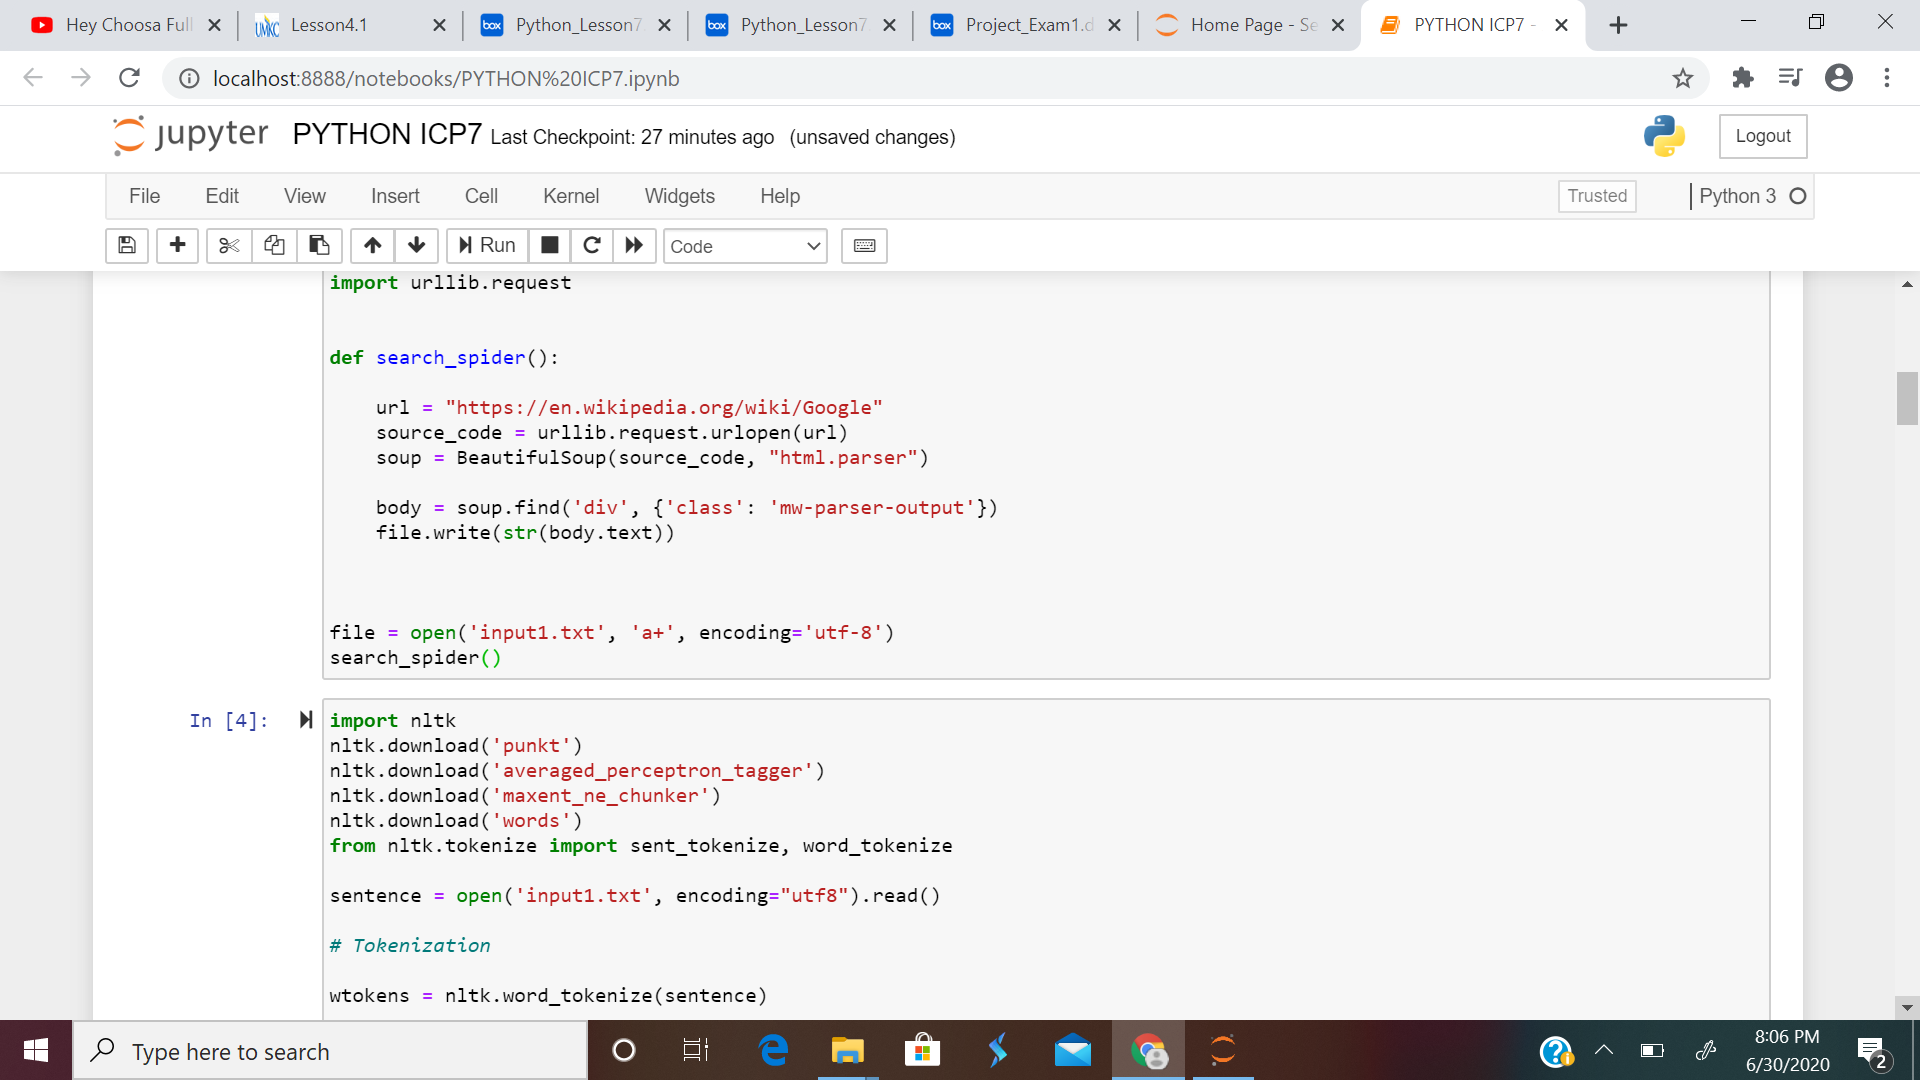 Hey Choosa Full
Lesson4.1
Python_Lesson7
Python_Lesson7
Project_Exam1.d
Home Page - Se
PYTHON ICP7 -
localhost:8888/notebooks/PYTHON%20ICP7.ipynb
jupyter PYTHON ICP7 Last Checkpoint: 27 minutes ago (unsaved changes)
Logout
File Edit View Insert Cell Kernel Widgets Help
Trusted
Python 3
Run
Code
import urllib.request
def search_spider():
    url = "https://en.wikipedia.org/wiki/Google"
    source_code = urllib.request.urlopen(url)
    soup = BeautifulSoup(source_code, "html.parser")
    body = soup.find('div', {'class': 'mw-parser-output'})
    file.write(str(body.text))
file = open('input1.txt', 'a+', encoding='utf-8')
search_spider()
In [4]:
import nltk
nltk.download('punkt')
nltk.download('averaged_perceptron_tagger')
nltk.download('maxent_ne_chunker')
nltk.download('words')
from nltk.tokenize import sent_tokenize, word_tokenize
sentence = open('input1.txt', encoding="utf8").read()
# Tokenization
wtokens = nltk.word_tokenize(sentence)
Type here to search
8:06 PM
6/30/2020
2
UMKC
box
box
box